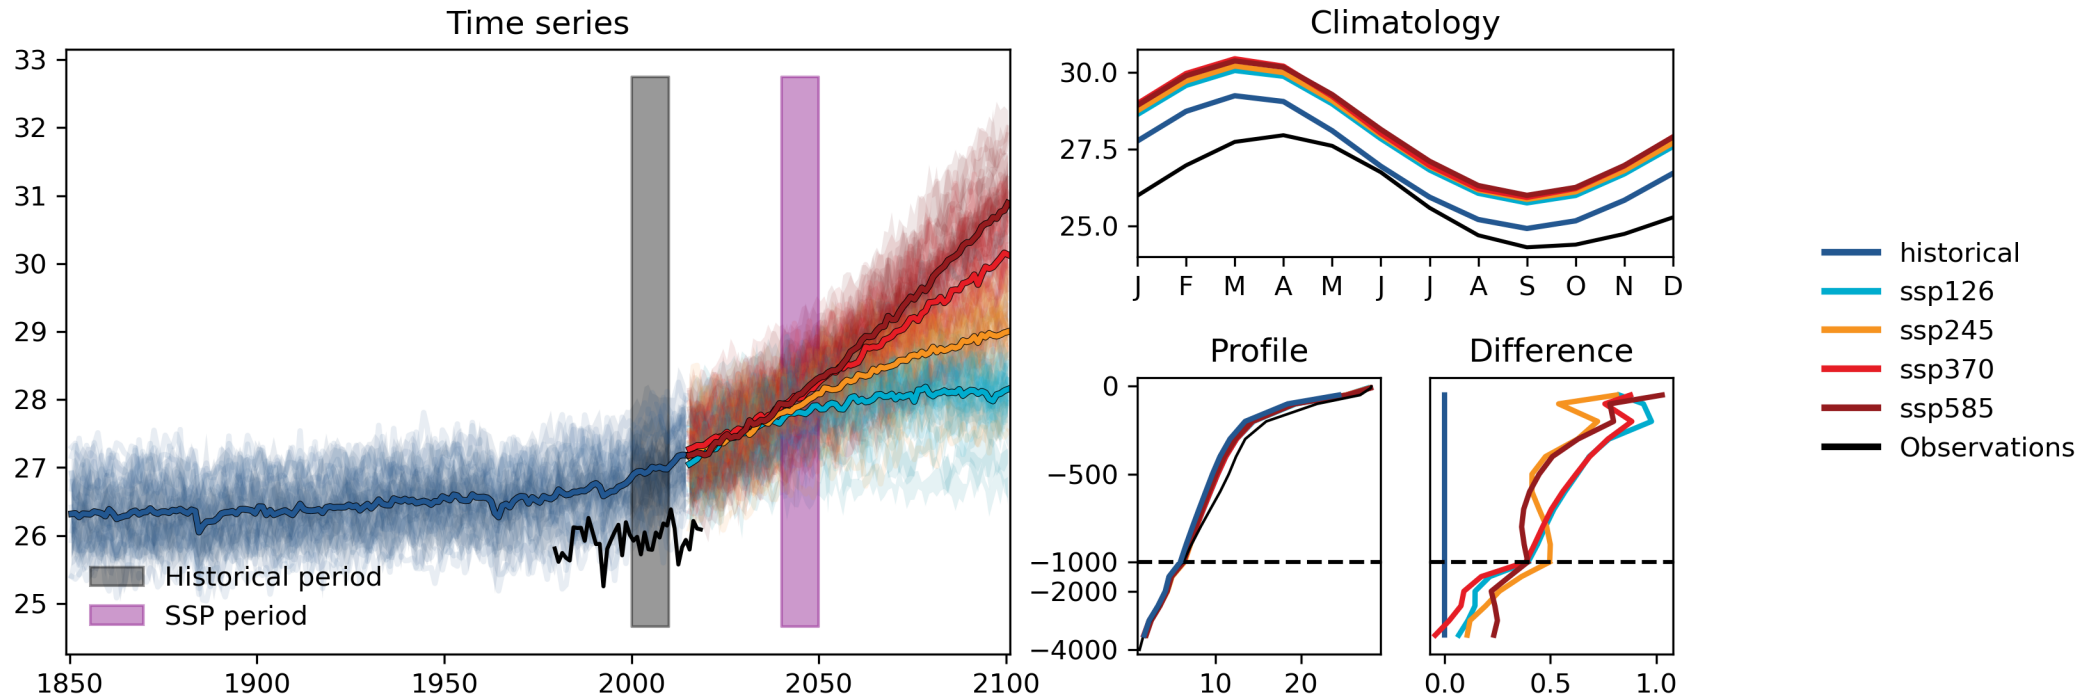 Time series
33
32
31
30
29
28
27
26
25
1850 1900 1950 2000 2050 2100
Historical period
SSP period
Climatology
30.0
27.5
25.0
J F M A M J J A S O N D
Profile
0
−500
−1000
−2000
−4000
10 20
Difference
0.0 0.5 1.0
historical
ssp126
ssp245
ssp370
ssp585
Observations